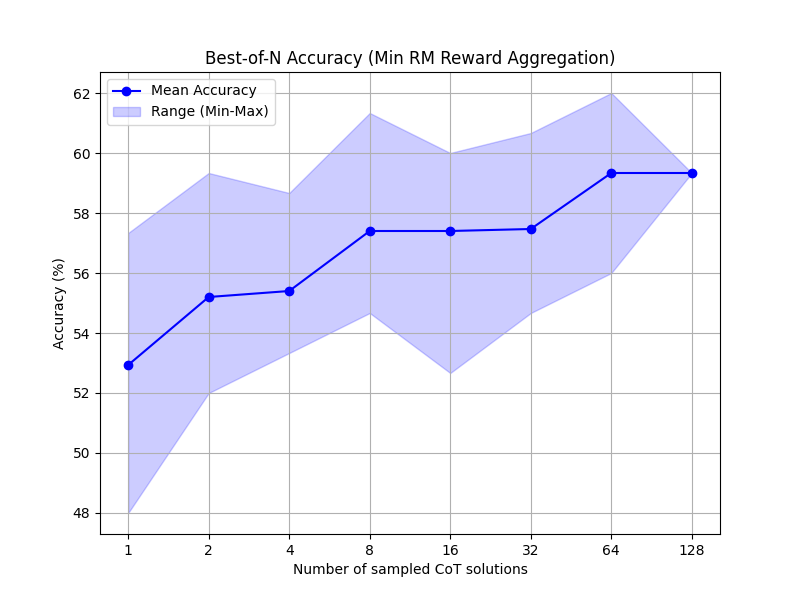 Best-of-N Accuracy (Min RM Reward Aggregation)
Mean Accuracy
Range (Min-Max)
62
60
58
56
54
52
50
48
Accuracy (%)
1 2 4 8 16 32 64 128
Number of sampled CoT solutions